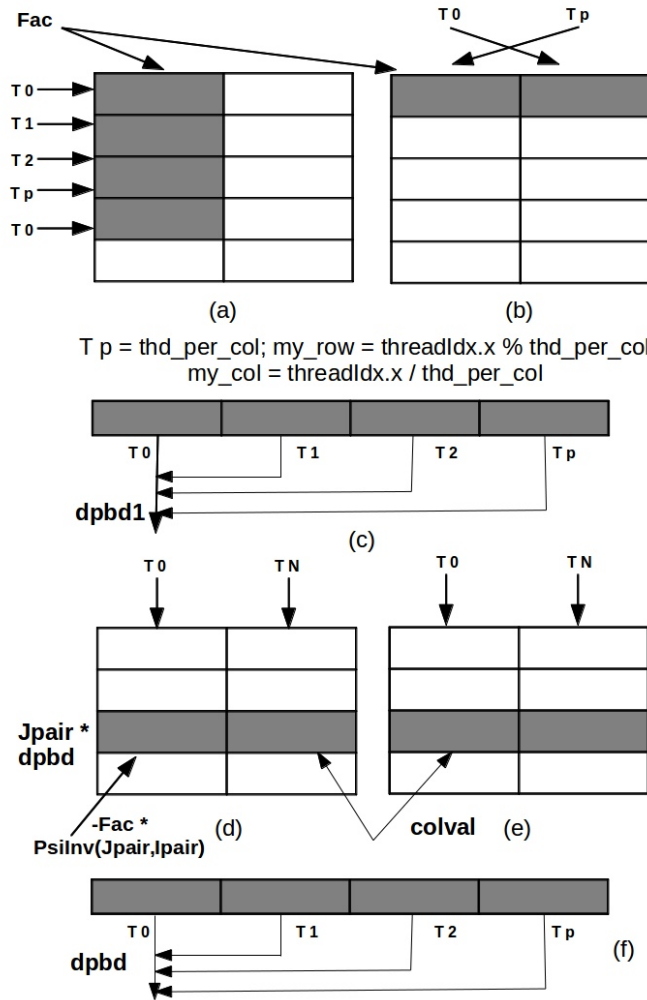 Fac
T 0 T p
T 0
T 1
T 2
T p
T 0
(a) (b)
T p = thd_per_col; my_row = threadIdx.x % thd_per_col
my_col = threadIdx.x / thd_per_col
T 0 T 1 T 2 T p
dpbd1
(c)
T 0 T N T 0 T N
Jpair *
dpbd
-Fac *
PsiInv(Jpair,Ipair)
(d) colval (e)
T 0 T 1 T 2 T p
dpbd
(f)